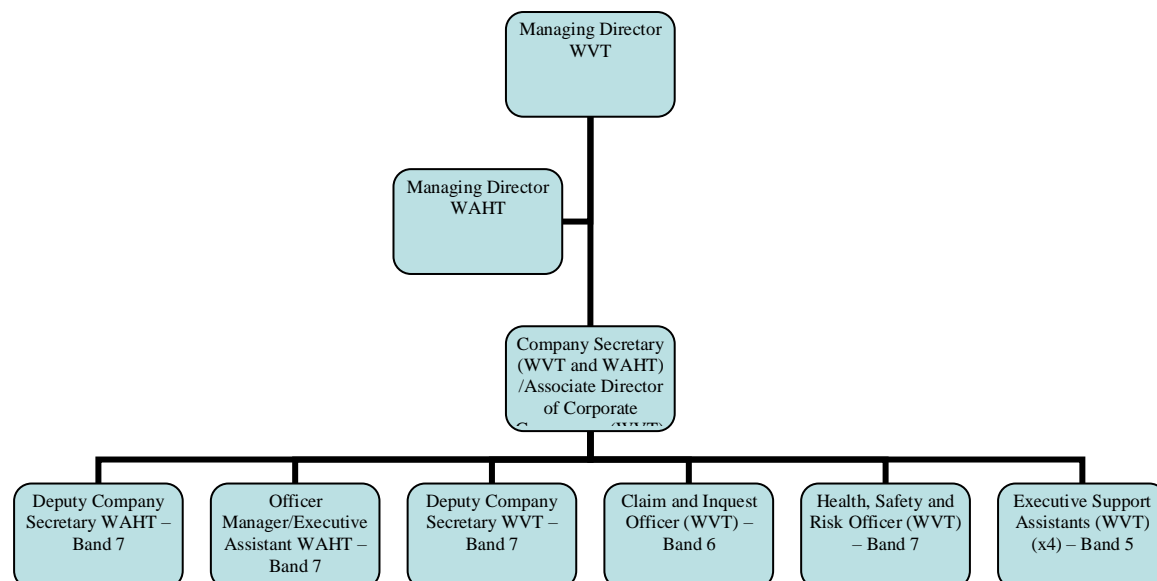 Managing Director
WVT
Managing Director
WAHT
Company Secretary
(WVT and WAHT)
/Associate Director
of Corporate
(WVT)
Deputy Company
Secretary WAHT –
Band 7
Officer
Manager/Executive
Assistant WAHT –
Band 7
Deputy Company
Secretary WVT –
Band 7
Claim and Inquest
Officer (WVT) –
Band 6
Health, Safety and
Risk Officer (WVT)
– Band 7
Executive Support
Assistants (WVT)
(x4) – Band 5